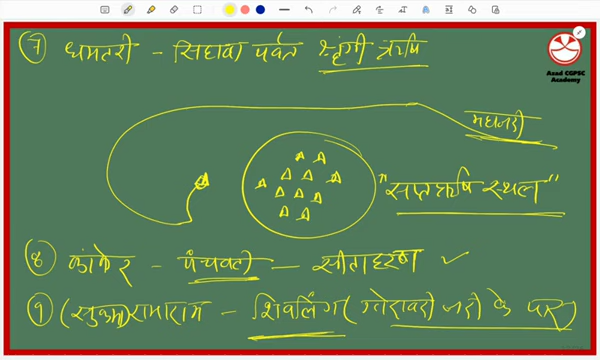 ⑦ धमतरी - सिहावा पर्वत श्रृंगी ऋषि
Azad CGPSC
Academy
महानदी
"सप्तऋषि स्थल"
⑧ कांकेर - पंचवटी - सीताहरण ✓
⑨ (सुकमा) रामाराम - शिवलिंग (गोदावरी नदी के पार)